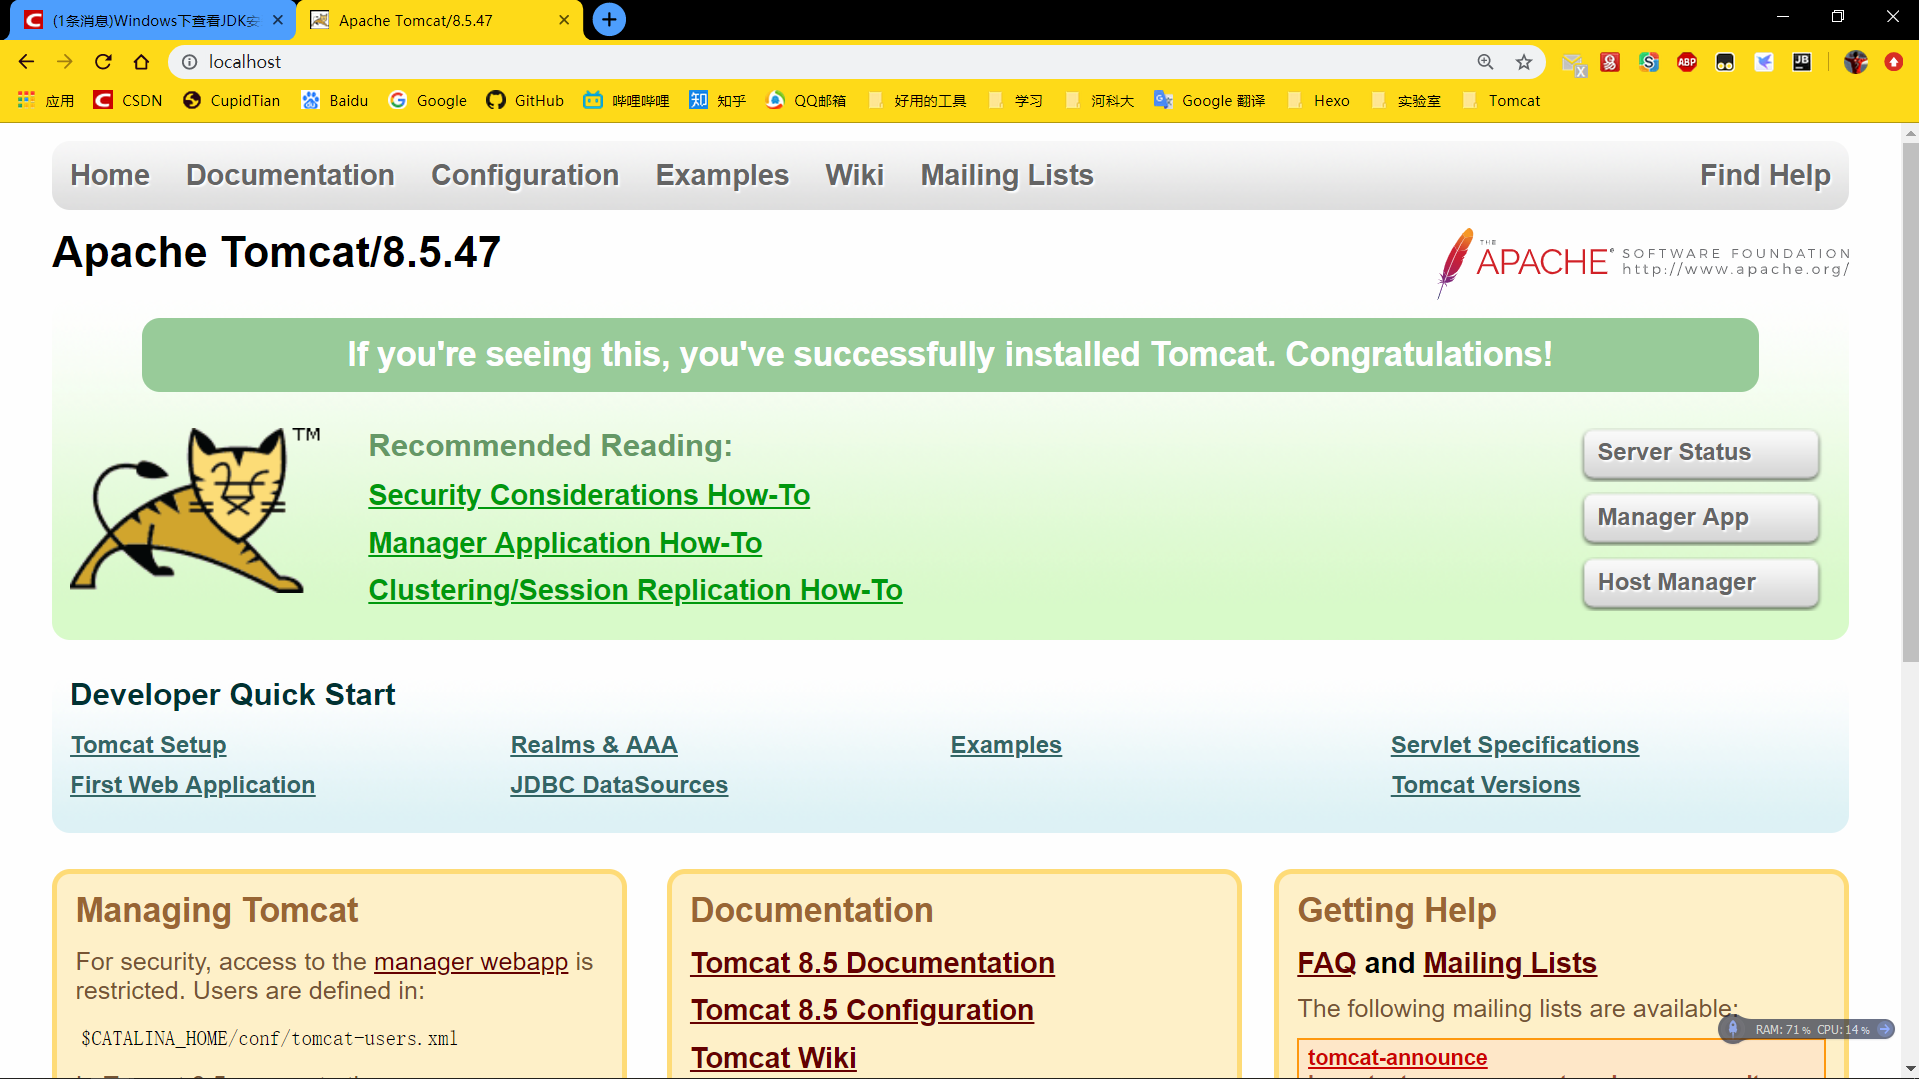 (1条消息)Windows下查看JDK安
Apache Tomcat/8.5.47
localhost
应用 CSDN CupidTian Baidu Google GitHub 哔哩哔哩 知乎 QQ邮箱 好用的工具 学习 河科大 Google 翻译 Hexo 实验室 Tomcat
Home Documentation Configuration Examples Wiki Mailing Lists Find Help
Apache Tomcat/8.5.47
THE APACHE SOFTWARE FOUNDATION
http://www.apache.org/
If you're seeing this, you've successfully installed Tomcat. Congratulations!
TM
Recommended Reading:
Security Considerations How-To
Manager Application How-To
Clustering/Session Replication How-To
Server Status
Manager App
Host Manager
Developer Quick Start
Tomcat Setup Realms & AAA Examples Servlet Specifications
First Web Application JDBC DataSources Tomcat Versions
Managing Tomcat
For security, access to the manager webapp is
restricted. Users are defined in:
$CATALINA_HOME/conf/tomcat-users.xml
Documentation
Tomcat 8.5 Documentation
Tomcat 8.5 Configuration
Tomcat Wiki
Getting Help
FAQ and Mailing Lists
The following mailing lists are available:
RAM: 71% CPU: 14%
tomcat-announce